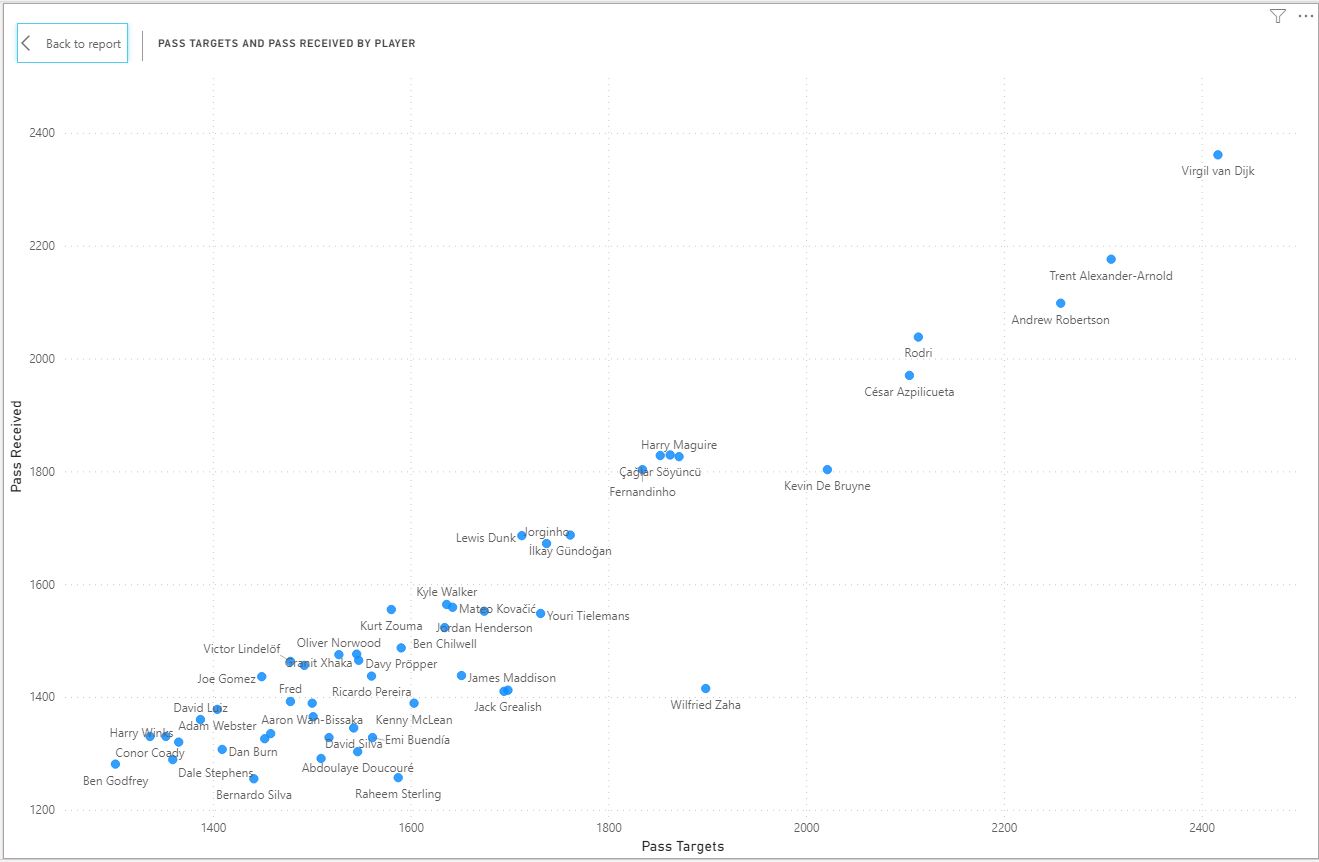 Back to report
PASS TARGETS AND PASS RECEIVED BY PLAYER
2400
Virgil van Dijk
2200
Trent Alexander-Arnold
Andrew Robertson
2000
Rodri
César Azpilicueta
Harry Maguire
1800
Çağlar Söyüncü
Kevin De Bruyne
Fernandinho
Jorginho
Lewis Dunk
İlkay Gündoğan
1600
Kyle Walker
Mateo Kovačić
Youri Tielemans
Kurt Zouma
Jordan Henderson
Oliver Norwood
Ben Chilwell
Victor Lindelöf
Granit Xhaka
Davy Pröpper
Joe Gomez
James Maddison
Fred
Ricardo Pereira
1400
Wilfried Zaha
David Luiz
Jack Grealish
Aaron Wan-Bissaka
Kenny McLean
Adam Webster
Harry Winks
Emi Buendía
David Silva
Conor Coady
Dan Burn
Abdoulaye Doucouré
Dale Stephens
Ben Godfrey
Bernardo Silva
Raheem Sterling
1200
1400
1600
1800
2000
2200
2400
Pass Received
Pass Targets